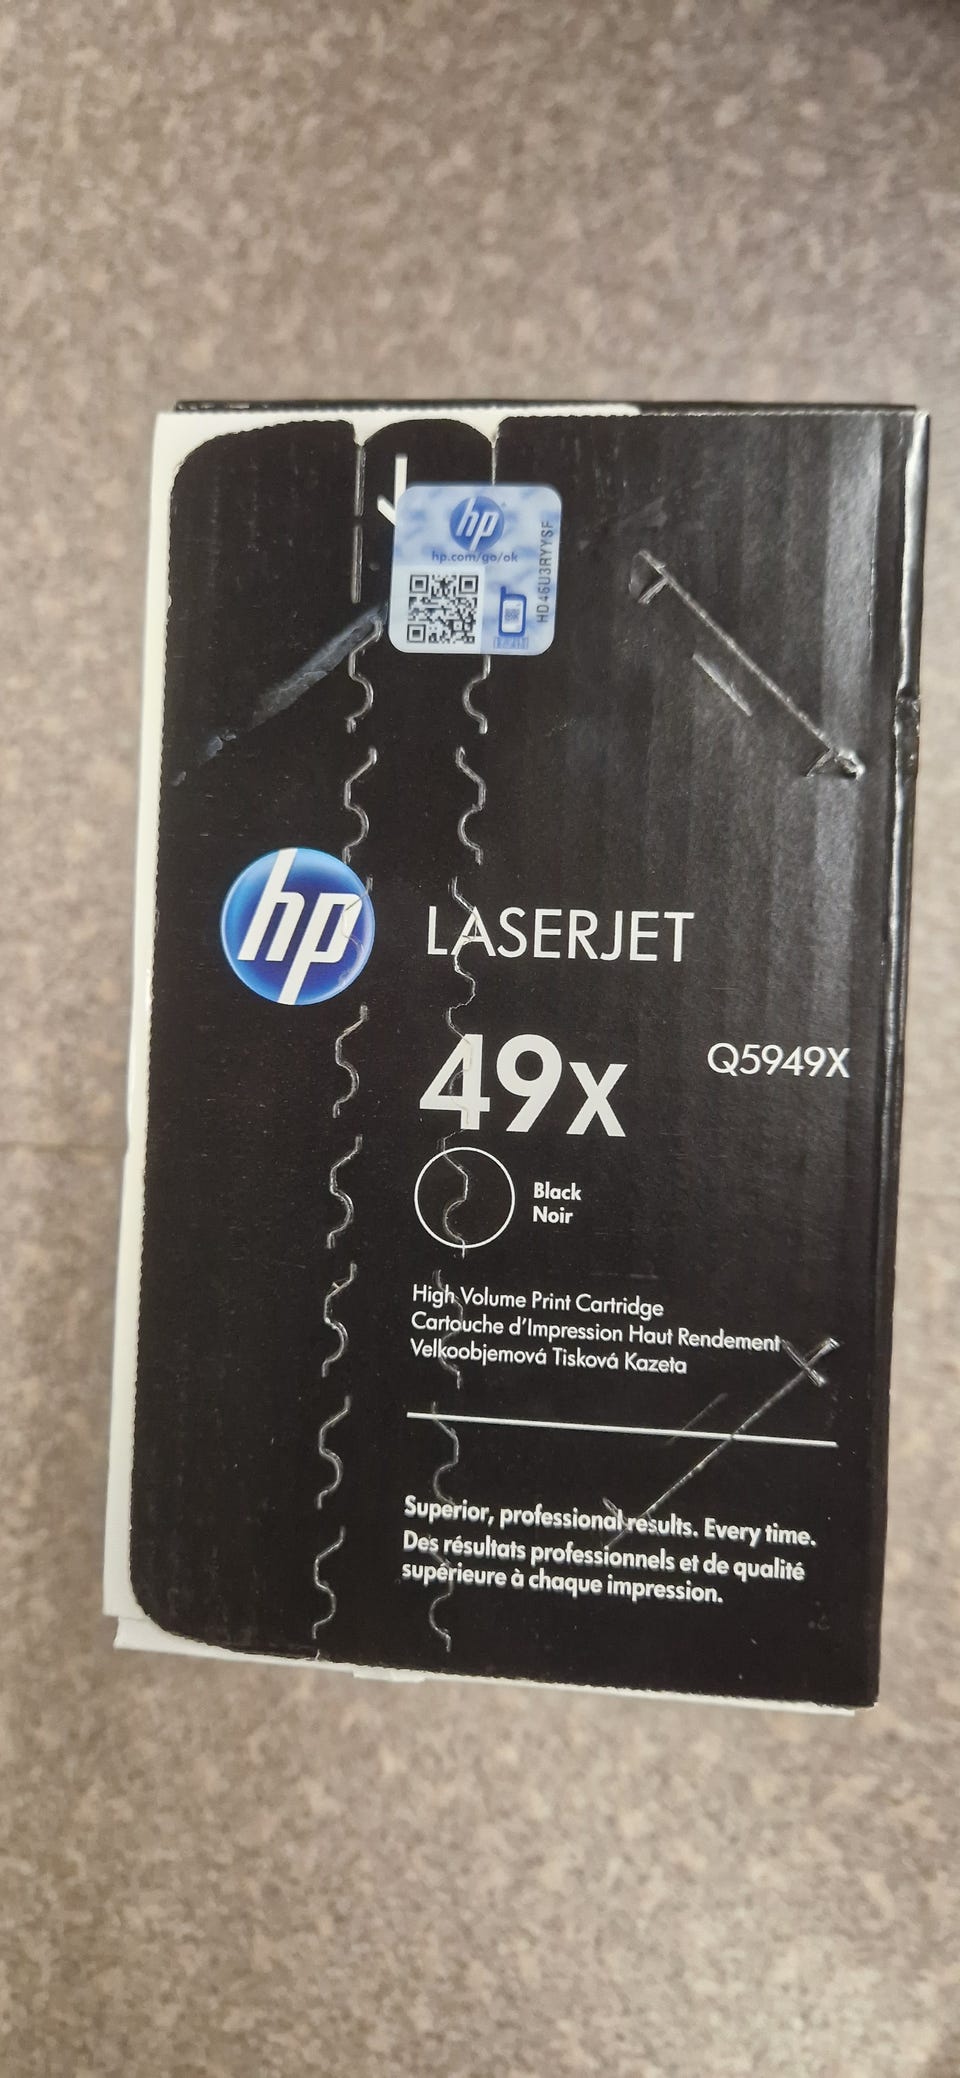 hp
hp.com/go/ok
HD46U3RYYSF
hp
LASERJET
49X
Q5949X
Black
Noir
High Volume Print Cartridge
Cartouche d'Impression Haut Rendement
Velkoobjemová Tisková Kazeta
Superior, professional results. Every time.
Des résultats professionnels et de qualité
supérieure à chaque impression.